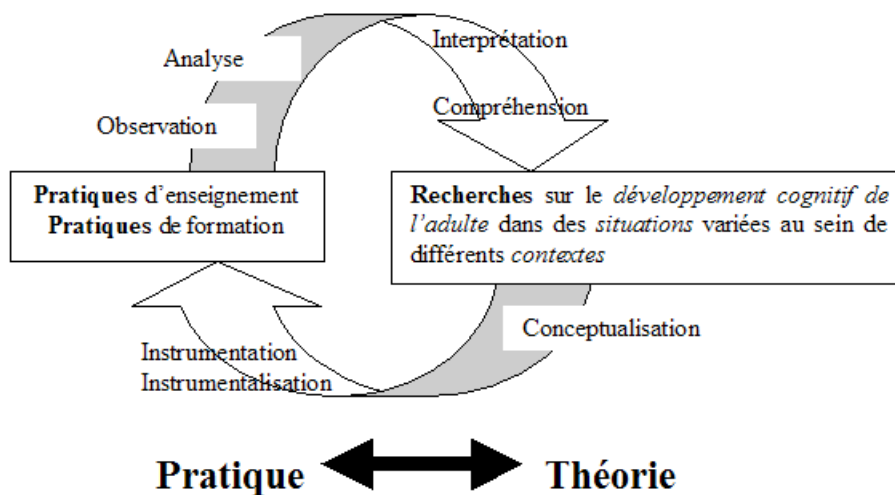 Analyse
Interprétation
Observation
Compréhension
Pratiques d'enseignement
Pratiques de formation
Recherches sur le développement cognitif de
l'adulte dans des situations variées au sein de
différents contextes
Conceptualisation
Instrumentation
Instrumentalisation
Pratique
Théorie